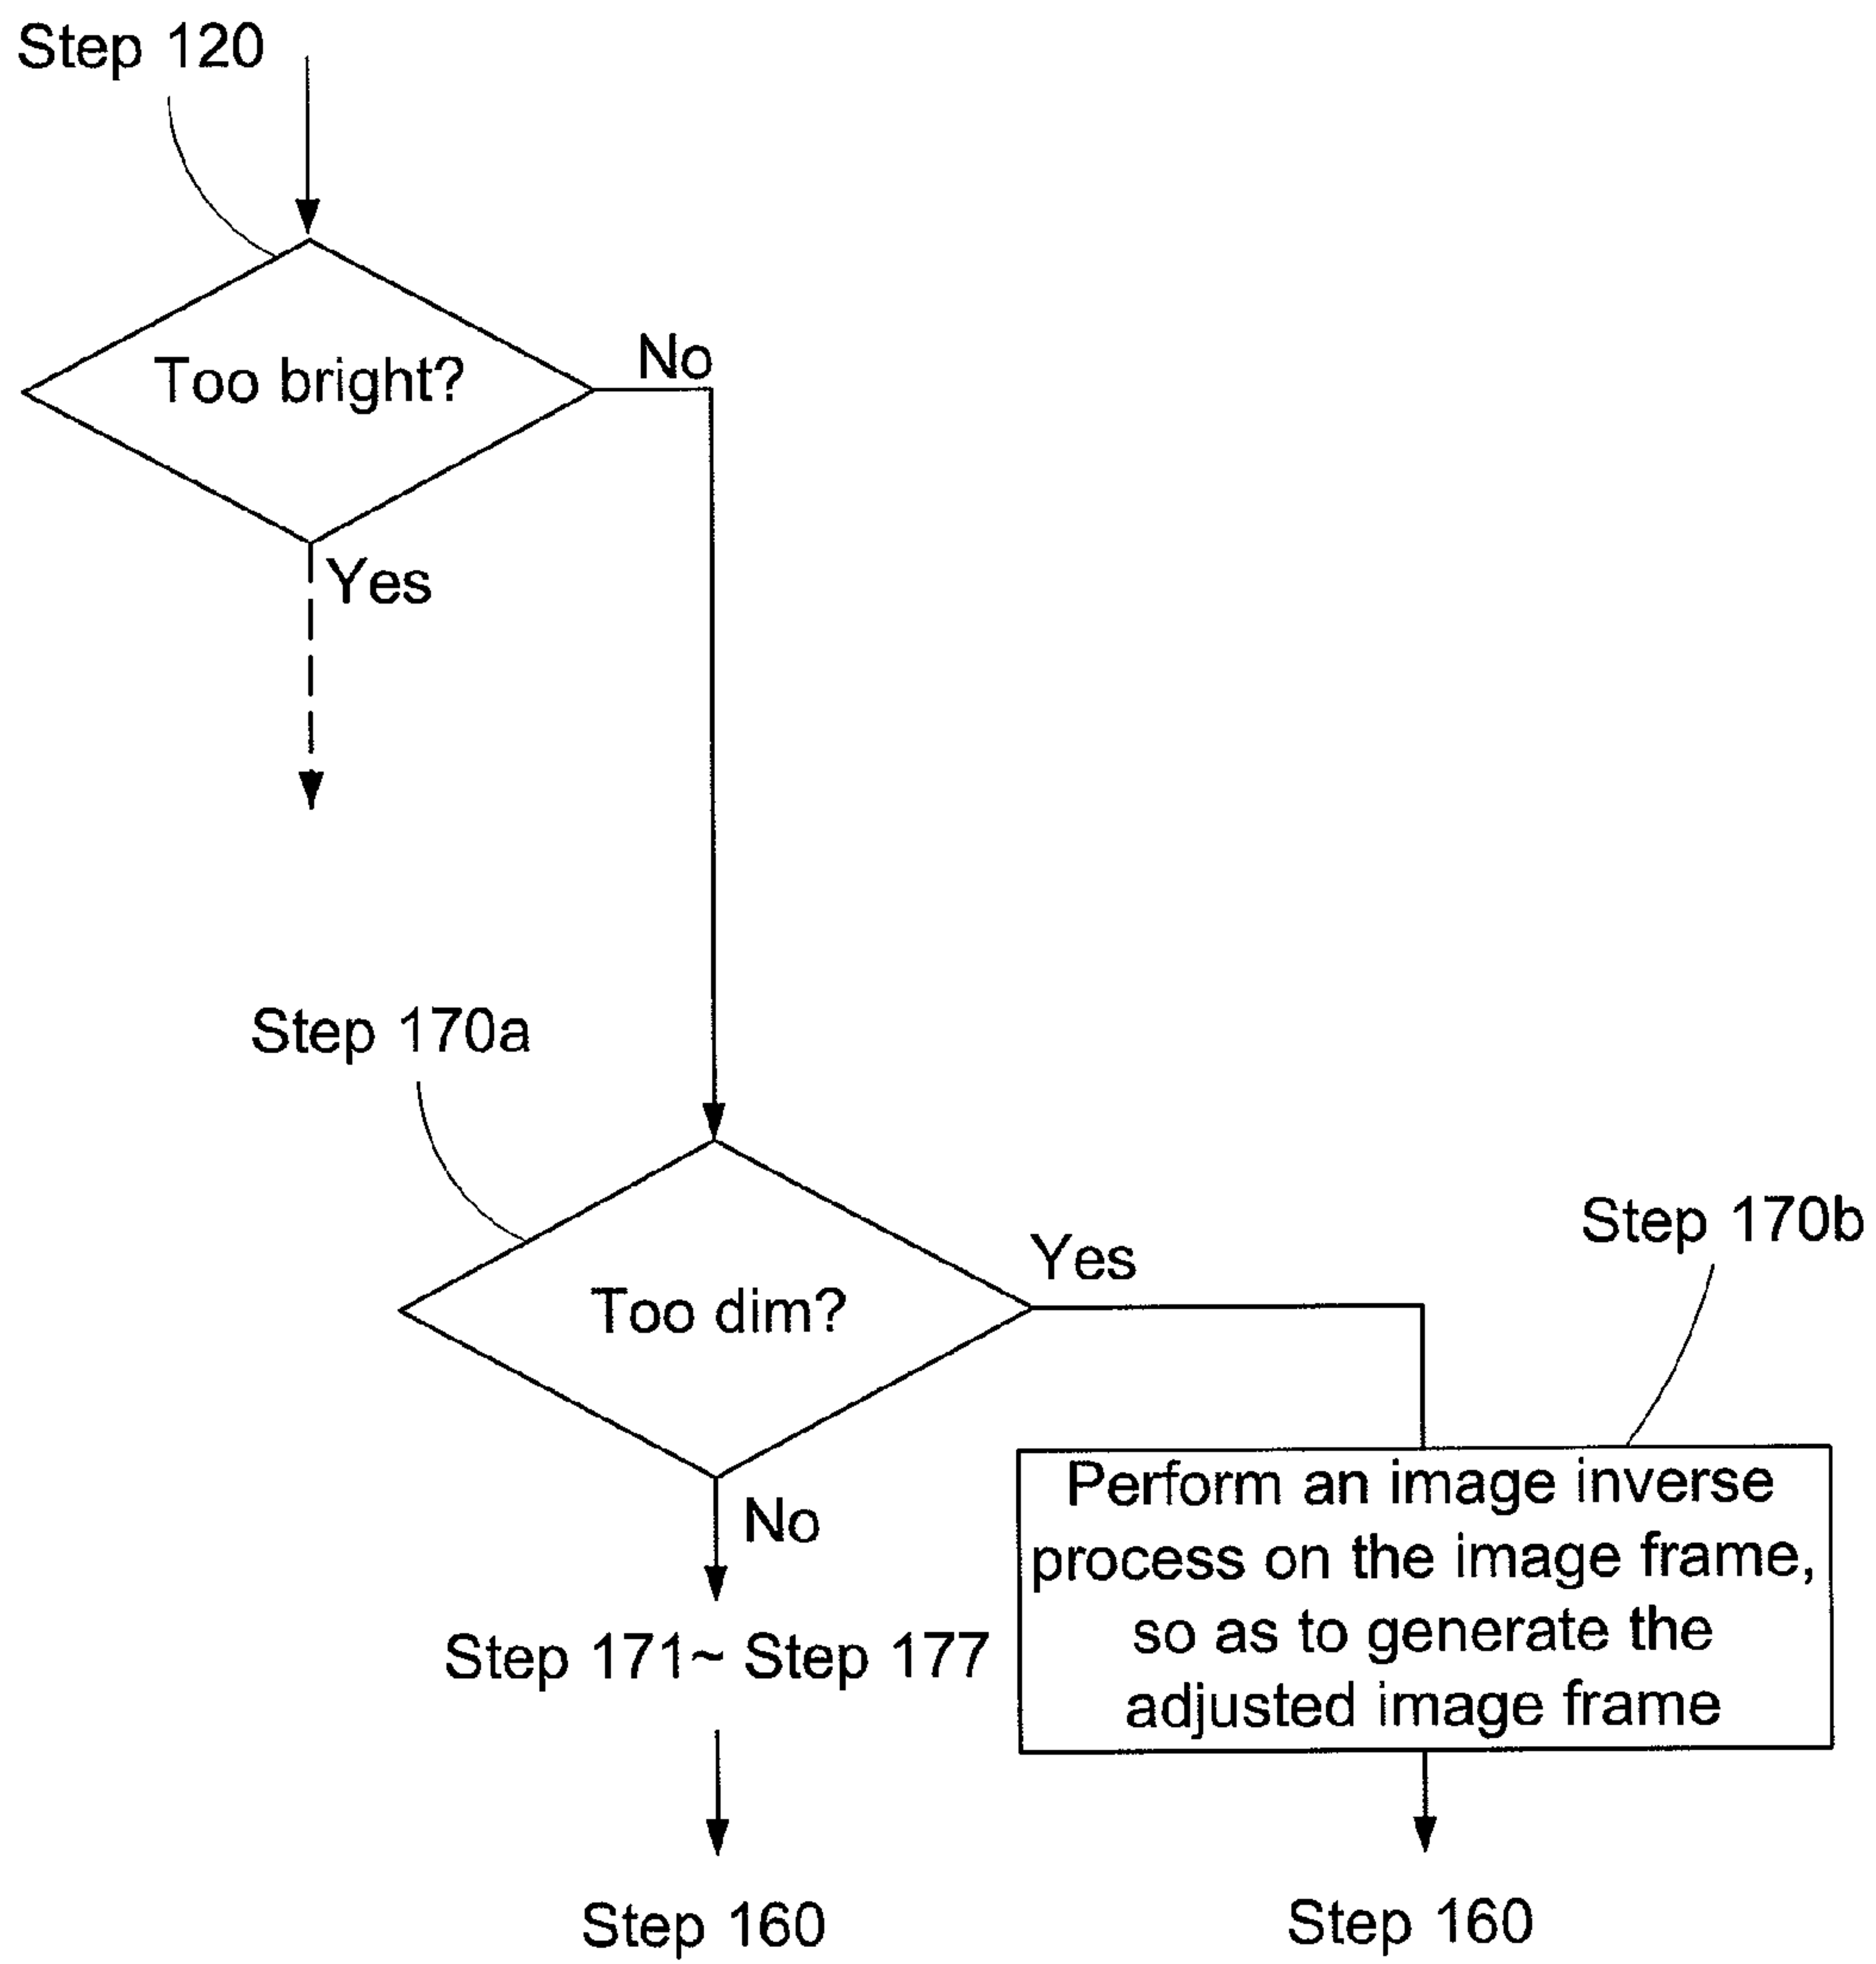 Step 120
Too bright?
No
Yes
Step 170a
Too dim?
Yes
Step 170b
No
Perform an image inverse
process on the image frame,
so as to generate the
adjusted image frame
Step 171~ Step 177
Step 160
Step 160